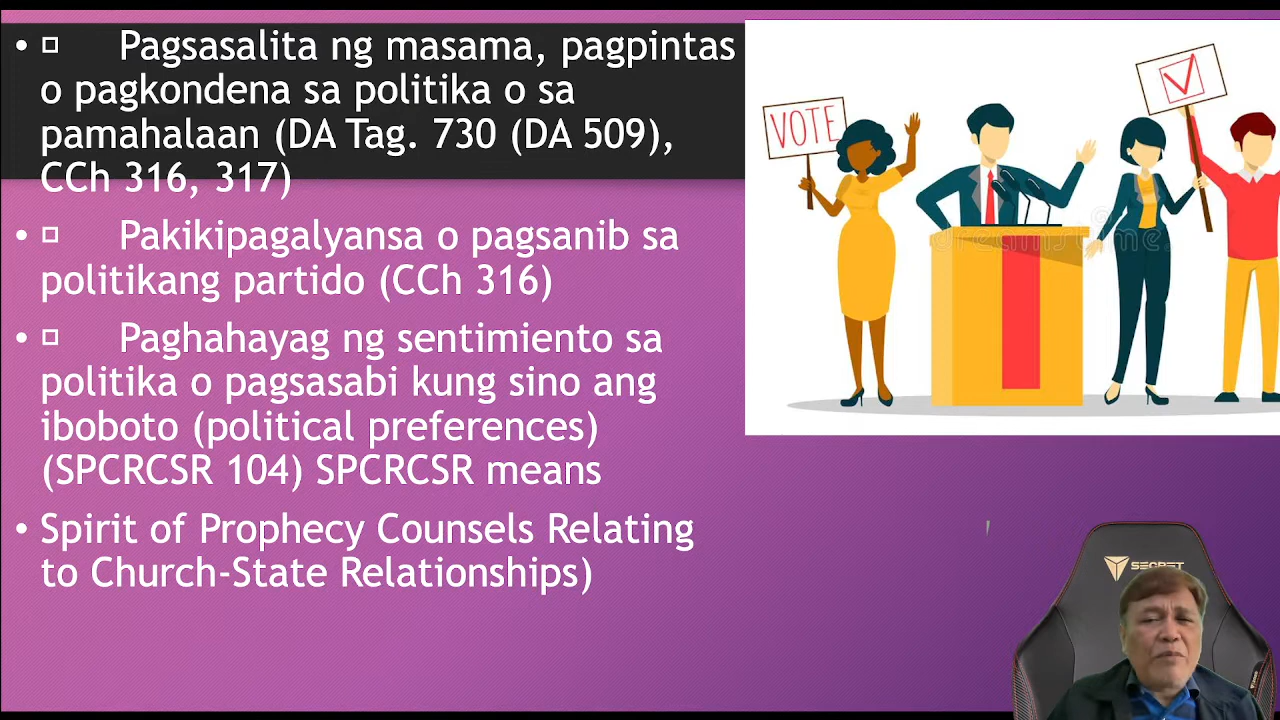 • □ Pagsasalita ng masama, pagpintas
o pagkondena sa politika o sa
pamahalaan (DA Tag. 730 (DA 509),
CCh 316, 317)
• □ Pakikipagalyansa o pagsanib sa
politikang partido (CCh 316)
• □ Paghahayag ng sentimiento sa
politika o pagsasabi kung sino ang
iboboto (political preferences)
(SPCRCSR 104) SPCRCSR means
• Spirit of Prophecy Counsels Relating
to Church-State Relationships)
VOTE
dreamstime
SECRET